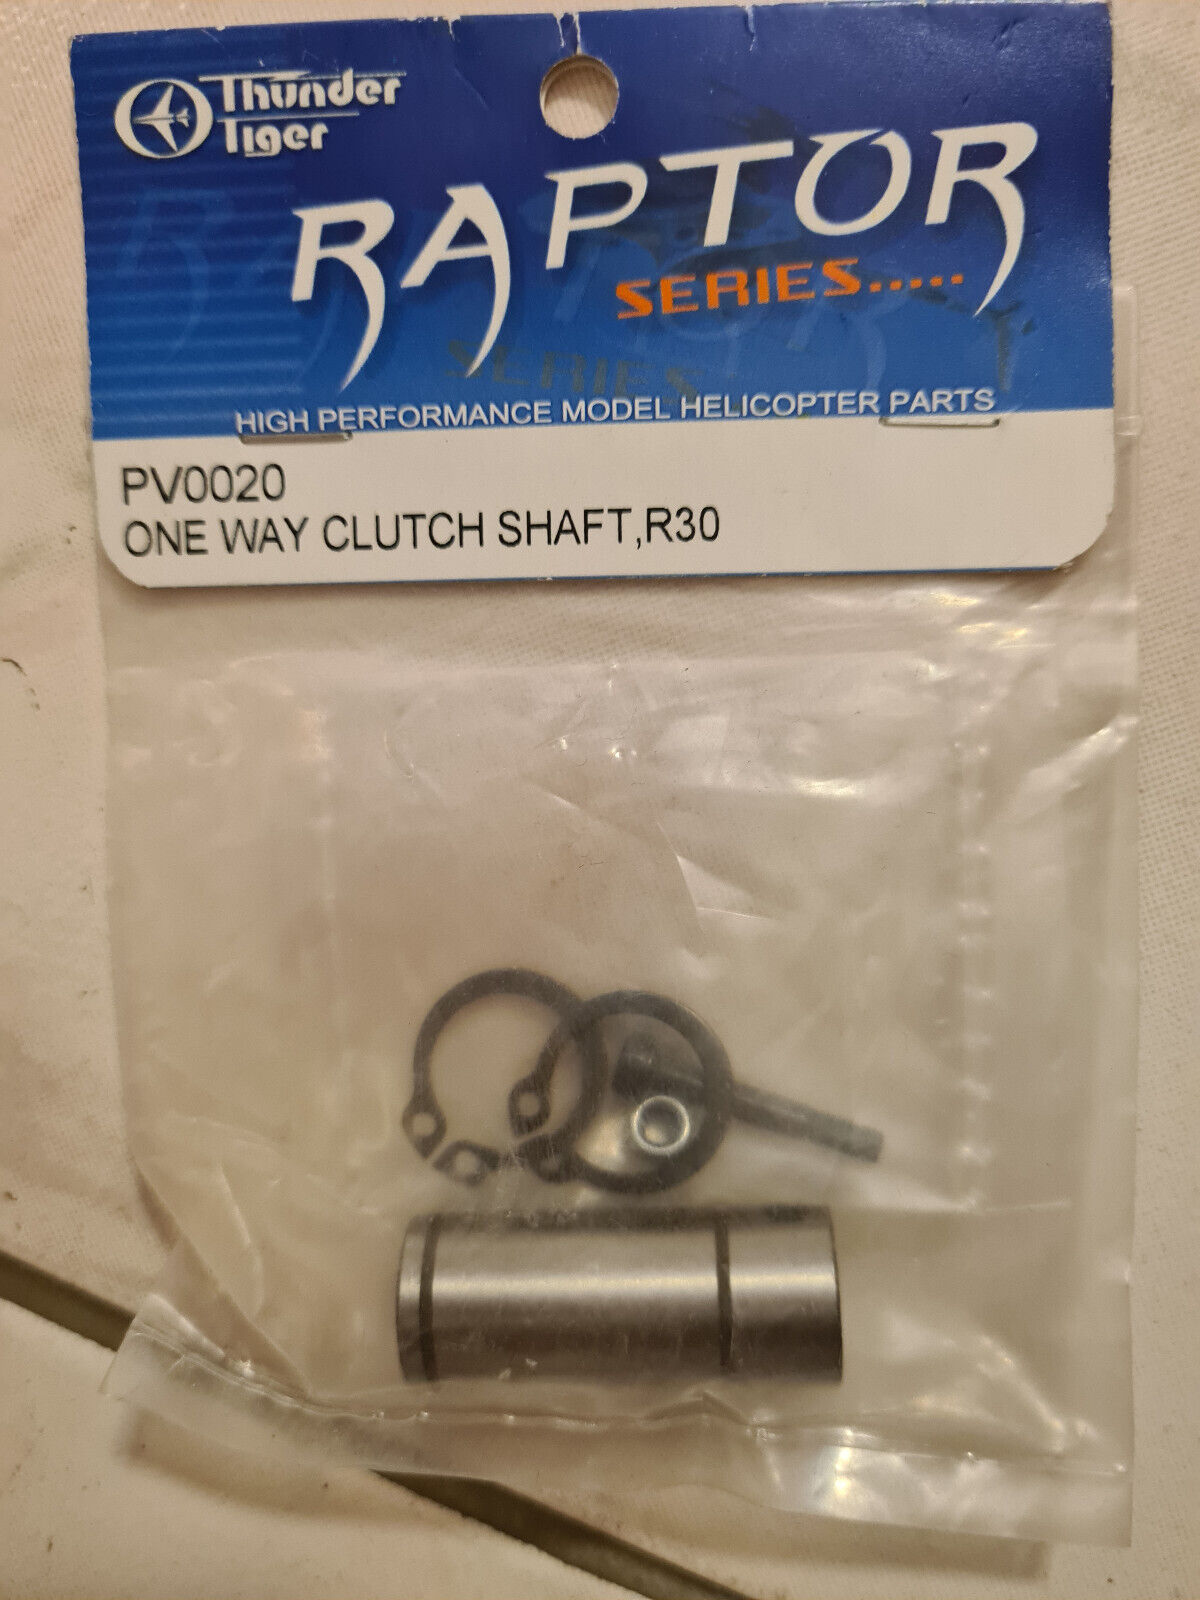 Thunder
Tiger
RAPTOR
SERIES.....
HIGH PERFORMANCE MODEL HELICOPTER PARTS
PV0020
ONE WAY CLUTCH SHAFT,R30